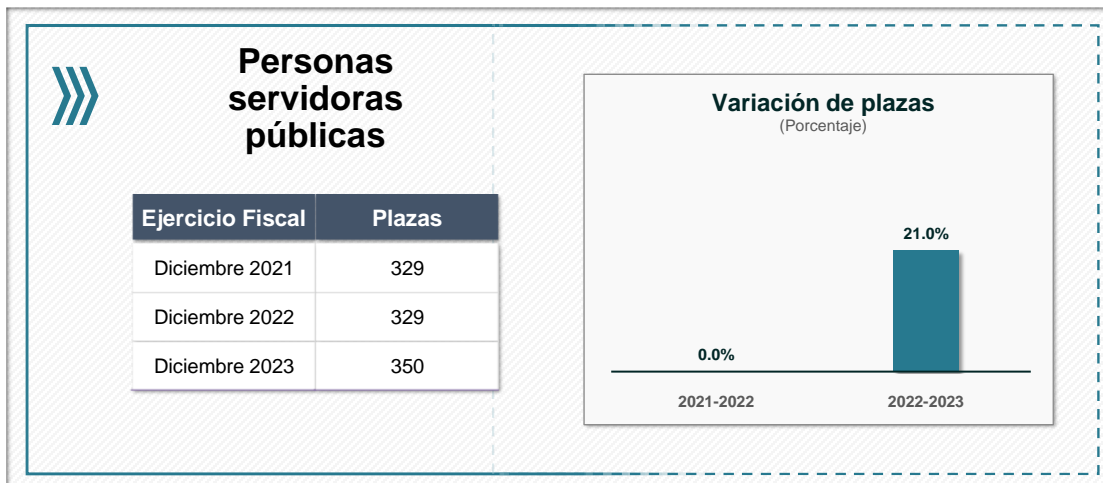 Personas
servidoras
públicas
Ejercicio Fiscal Plazas
Diciembre 2021 329
Diciembre 2022 329
Diciembre 2023 350
Variación de plazas
(Porcentaje)
21.0%
0.0%
2021-2022 2022-2023